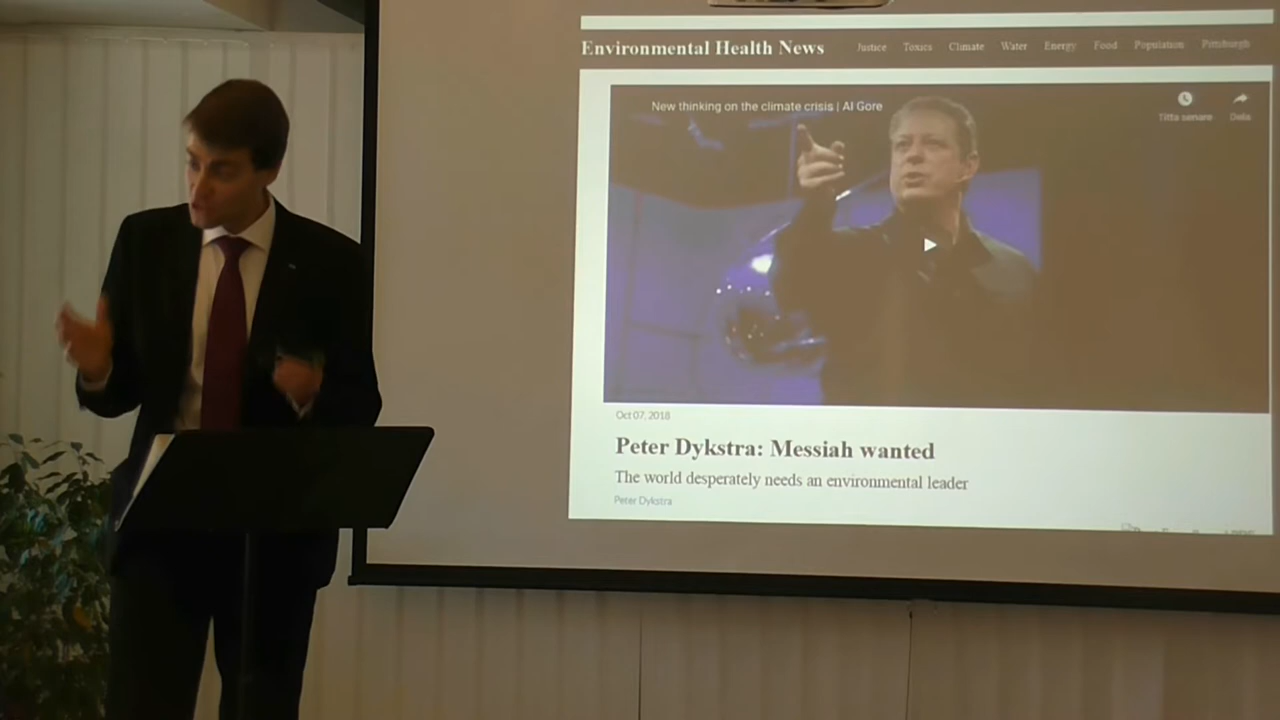 Environmental Health News
Justice Toxics Climate Water Energy Food Population Pittsburgh
New thinking on the climate crisis | Al Gore
Titta senare Dela
Oct 07, 2018
Peter Dykstra: Messiah wanted
The world desperately needs an environmental leader
Peter Dykstra